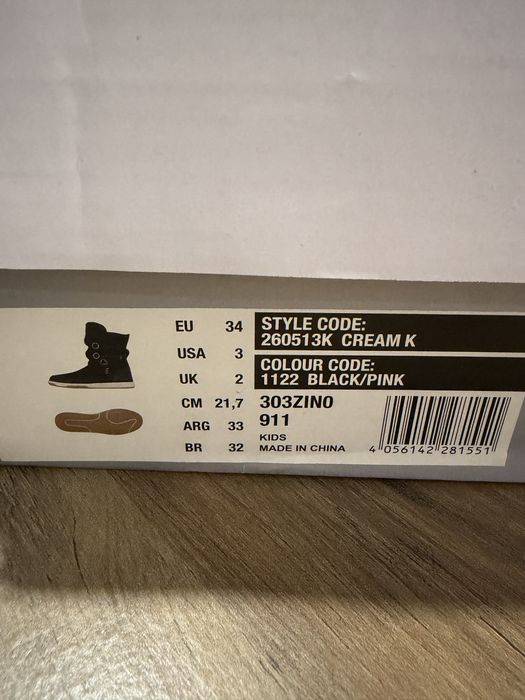 EU 34
USA 3
UK 2
CM 21,7
ARG 33
BR 32
STYLE CODE:
260513K CREAM K
COLOUR CODE:
1122 BLACK/PINK
303ZINO
911
KIDS
MADE IN CHINA
4 056142 281551